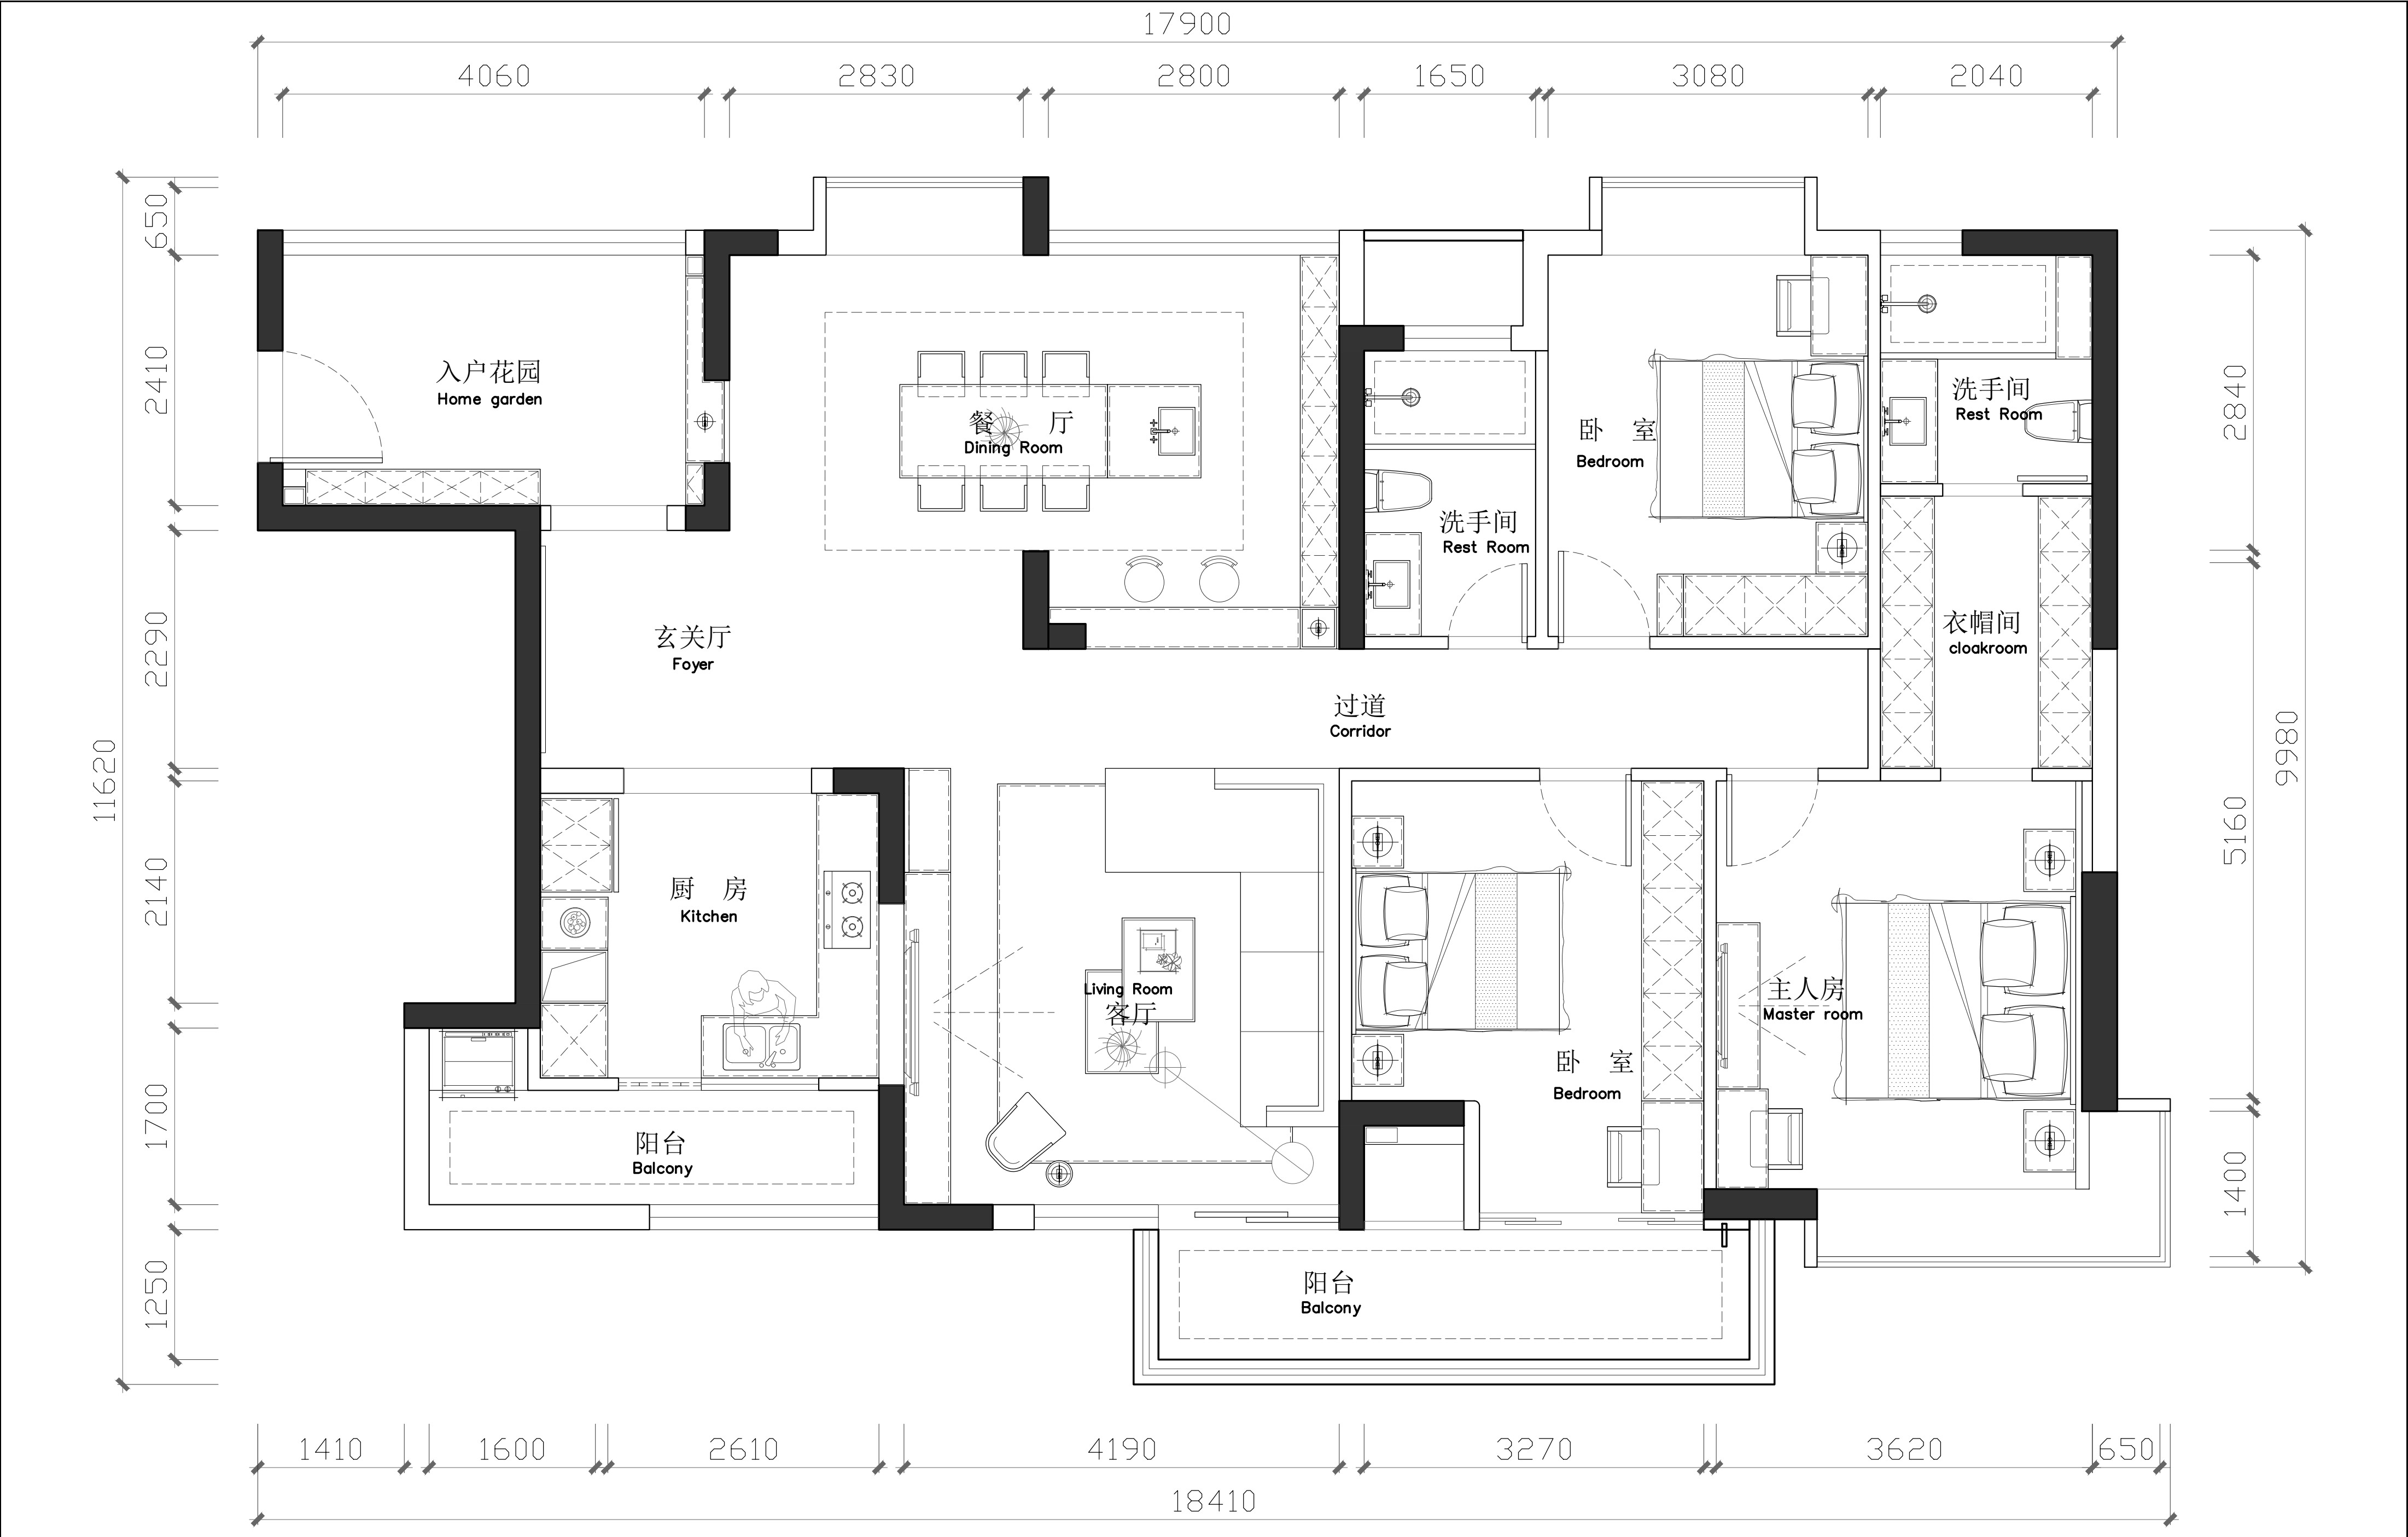 17900
4060
2830
2800
1650
3080
2040
650
2410
2290
2140
1700
1250
11620
入户花园
Home garden
餐 厅
Dining Room
洗手间
Rest Room
卧 室
Bedroom
洗手间
Rest Room
玄关厅
Foyer
衣帽间
cloakroom
过道
Corridor
厨 房
Kitchen
Living Room
客厅
卧 室
Bedroom
主人房
Master room
阳台
Balcony
阳台
Balcony
2840
5160
1400
9980
1410
1600
2610
4190
3270
3620
650
18410